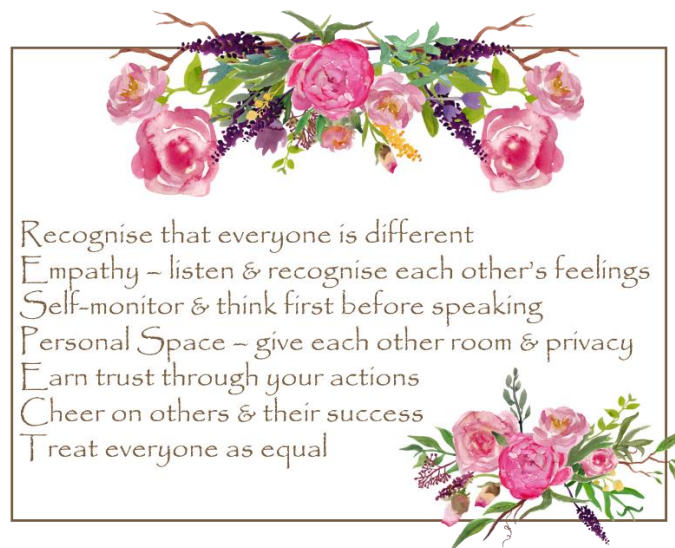 Recognise that everyone is different
Empathy – listen & recognise each other's feelings
Self-monitor & think first before speaking
Personal Space – give each other room & privacy
Earn trust through your actions
Cheer on others & their success
Treat everyone as equal